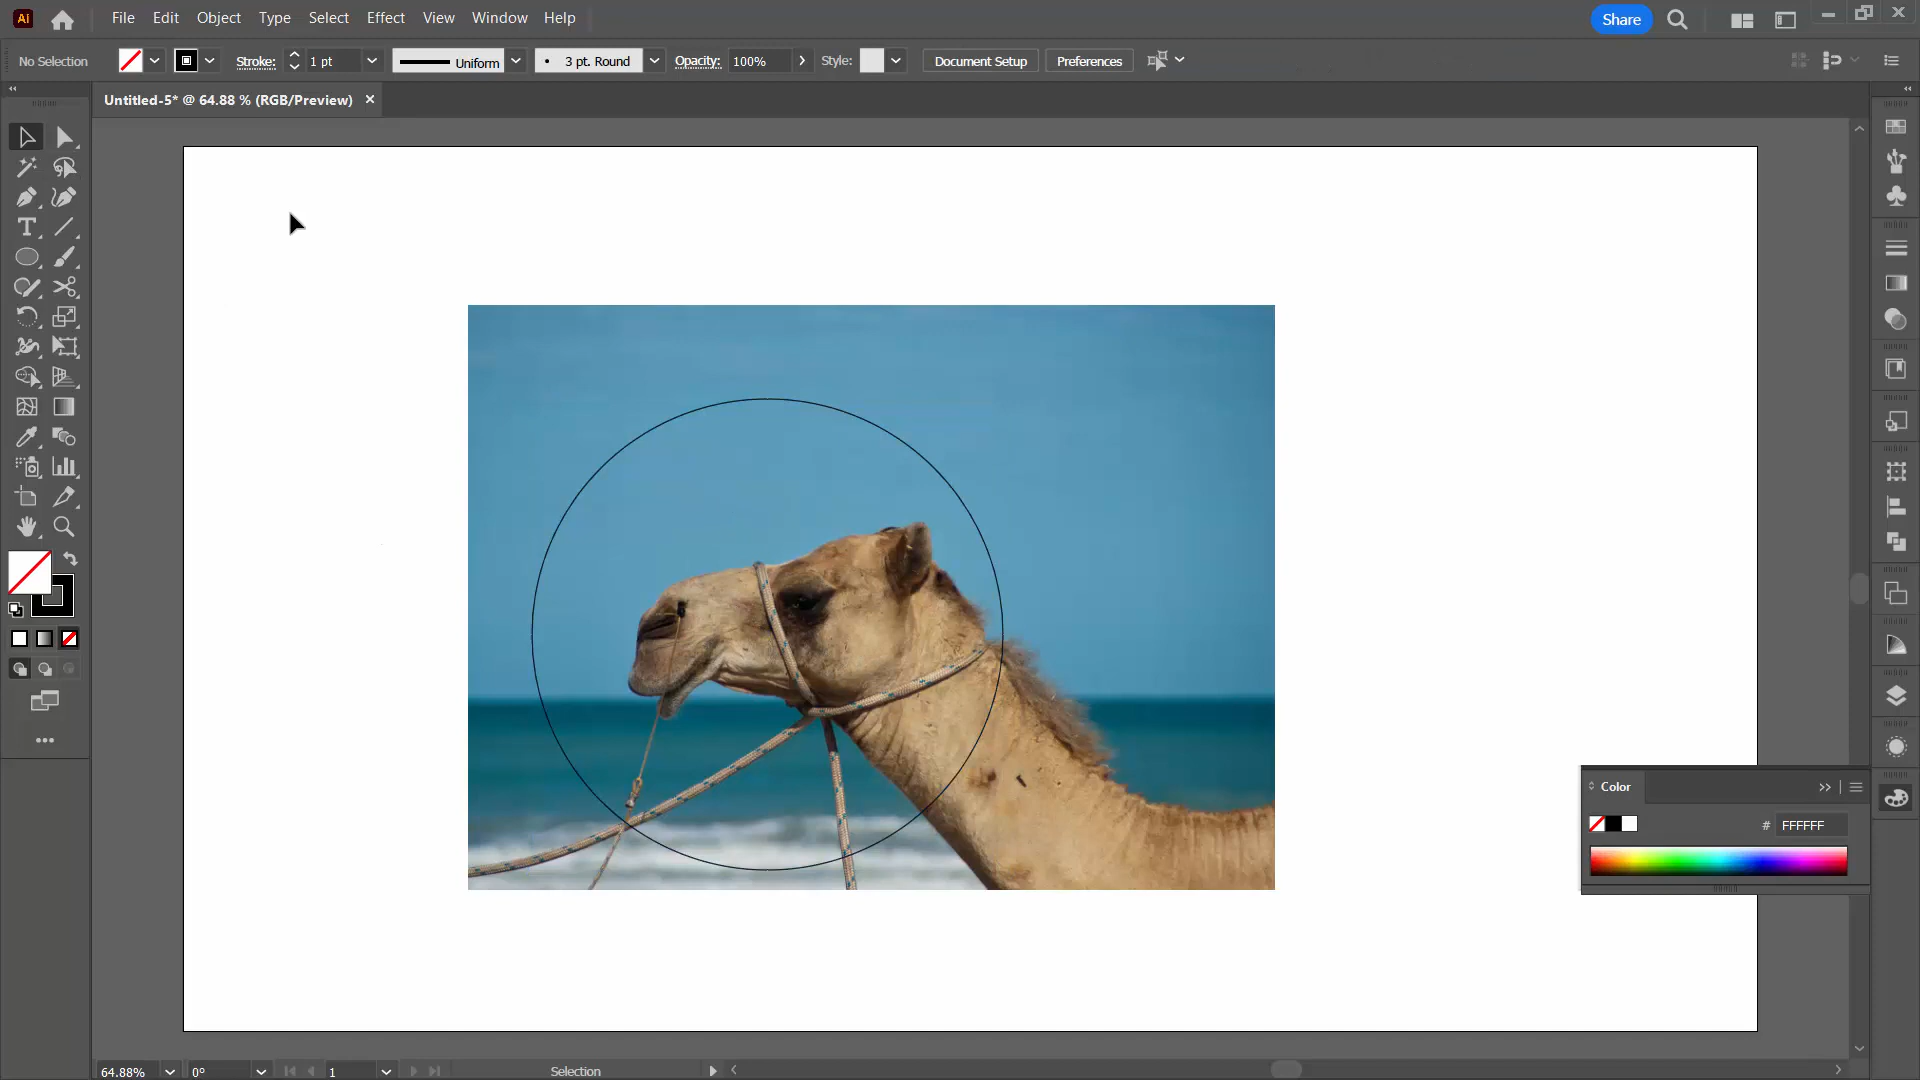 Ai File Edit Object Type Select Effect View Window Help Share
No Selection Stroke: 1 pt Uniform 3 pt. Round Opacity: 100% Style: Document Setup Preferences
Untitled-5* @ 64.88 % (RGB/Preview)
Color
# FFFFFF
64.88% 0° 1 Selection